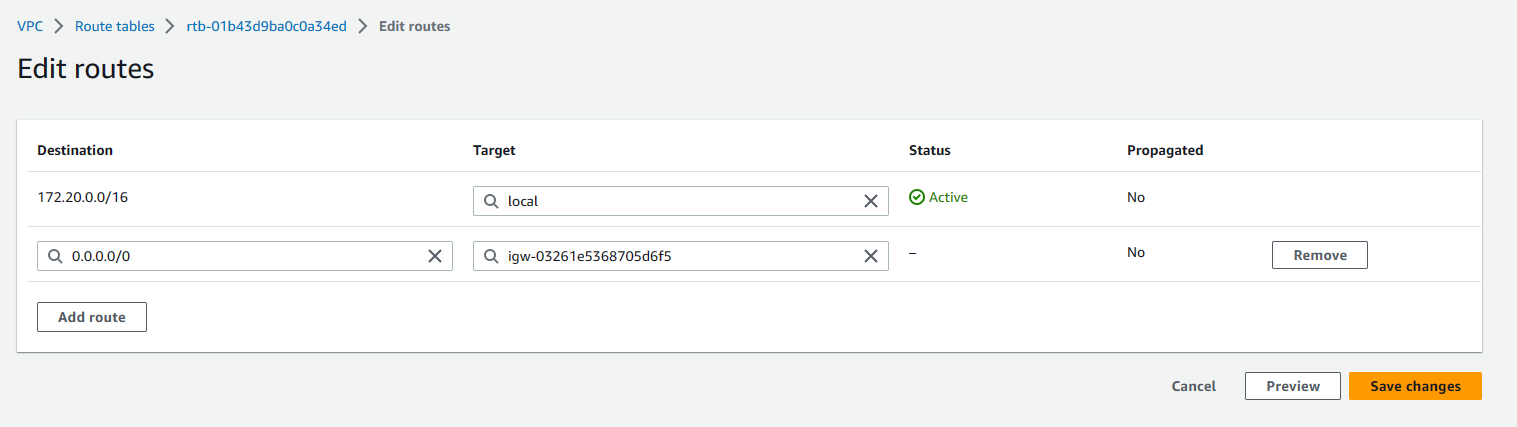 VPC > Route tables > rtb-01b43d9ba0c0a34ed > Edit routes
Edit routes
Destination Target Status Propagated
172.20.0.0/16 local Active No
0.0.0.0/0 igw-03261e5368705d6f5 – No Remove
Add route
Cancel Preview Save changes